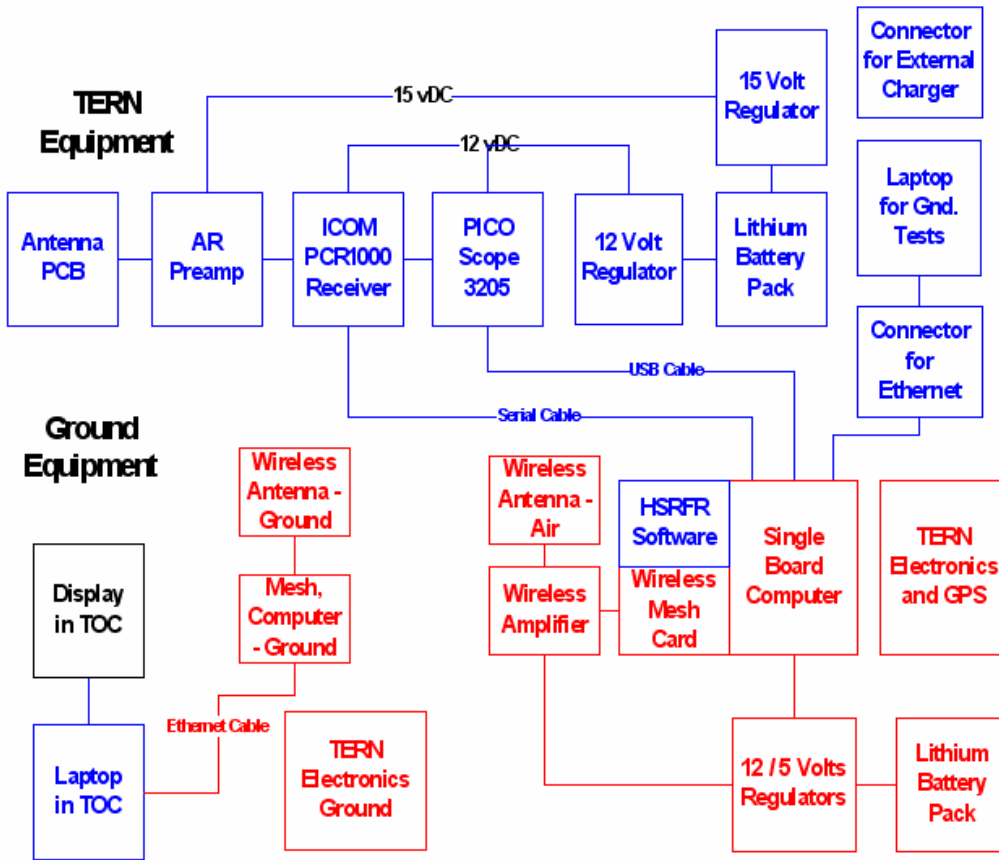 TERN
Equipment
15 vDC
15 Volt
Regulator
Connector
for External
Charger
12 vDC
Antenna
PCB
AR
Preamp
ICOM
PCR1000
Receiver
PICO
Scope
3205
12 Volt
Regulator
Lithium
Battery
Pack
Laptop
for Gnd.
Tests
Connector
for
Ethernet
USB Cable
Serial Cable
Ground
Equipment
Wireless
Antenna -
Ground
Wireless
Antenna -
Air
HSRFR
Software
Single
Board
Computer
TERN
Electronics
and GPS
Display
in TOC
Mesh,
Computer
- Ground
Wireless
Amplifier
Wireless
Mesh
Card
Ethernet Cable
Laptop
in TOC
TERN
Electronics
Ground
12 / 5 Volts
Regulators
Lithium
Battery
Pack